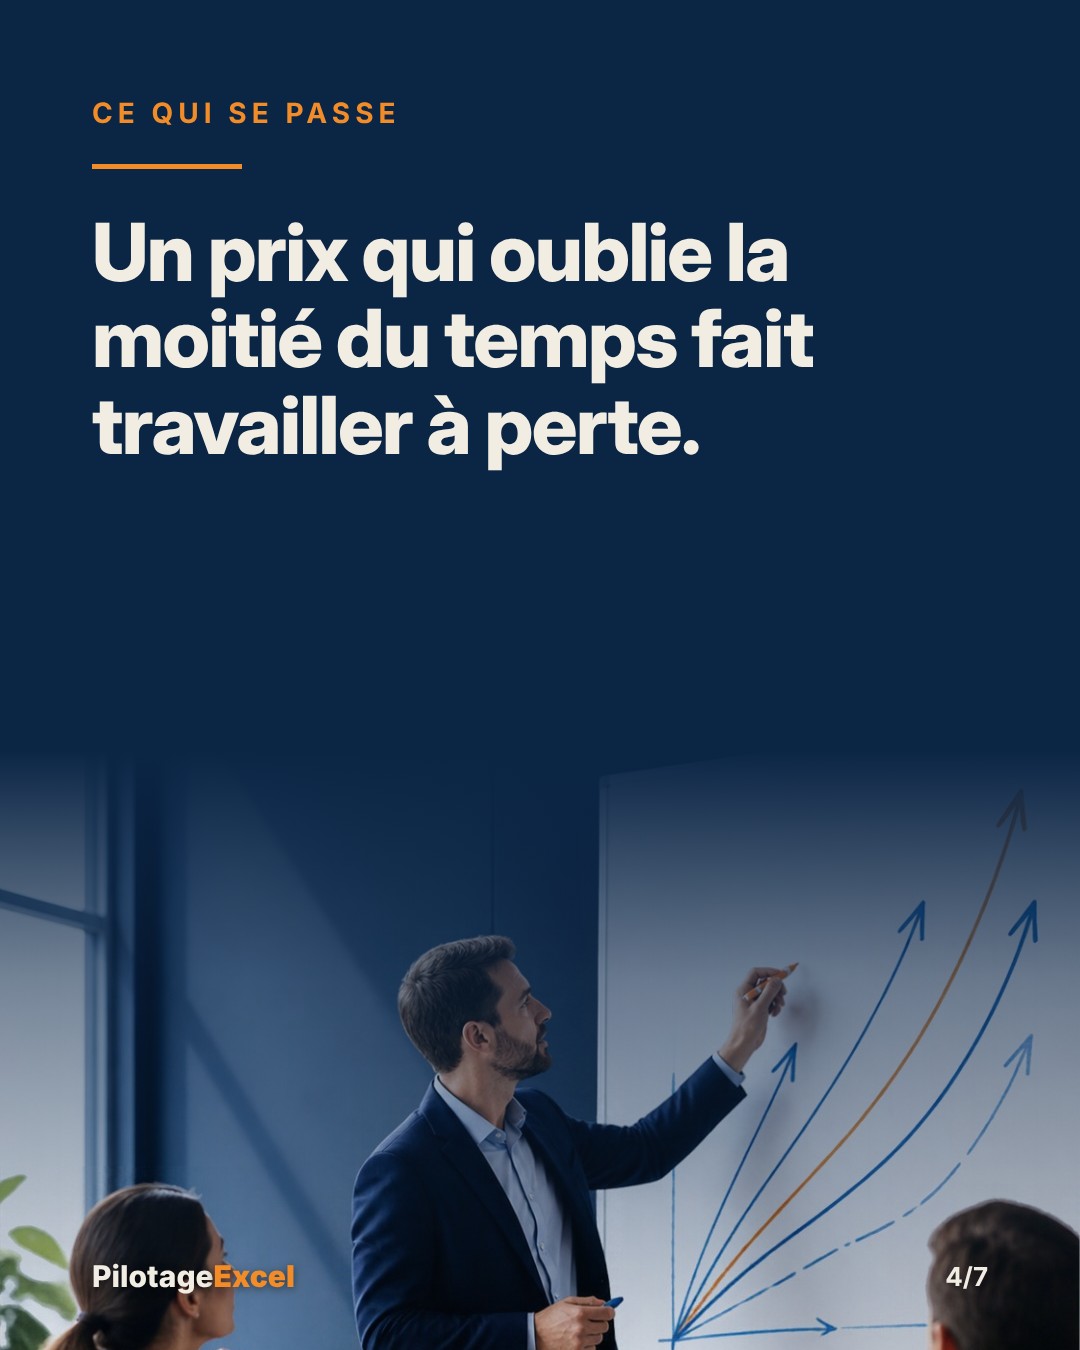 CE QUI SE PASSE
Un prix qui oublie la
moitié du temps fait
travailler à perte.
PilotageExcel
4/7